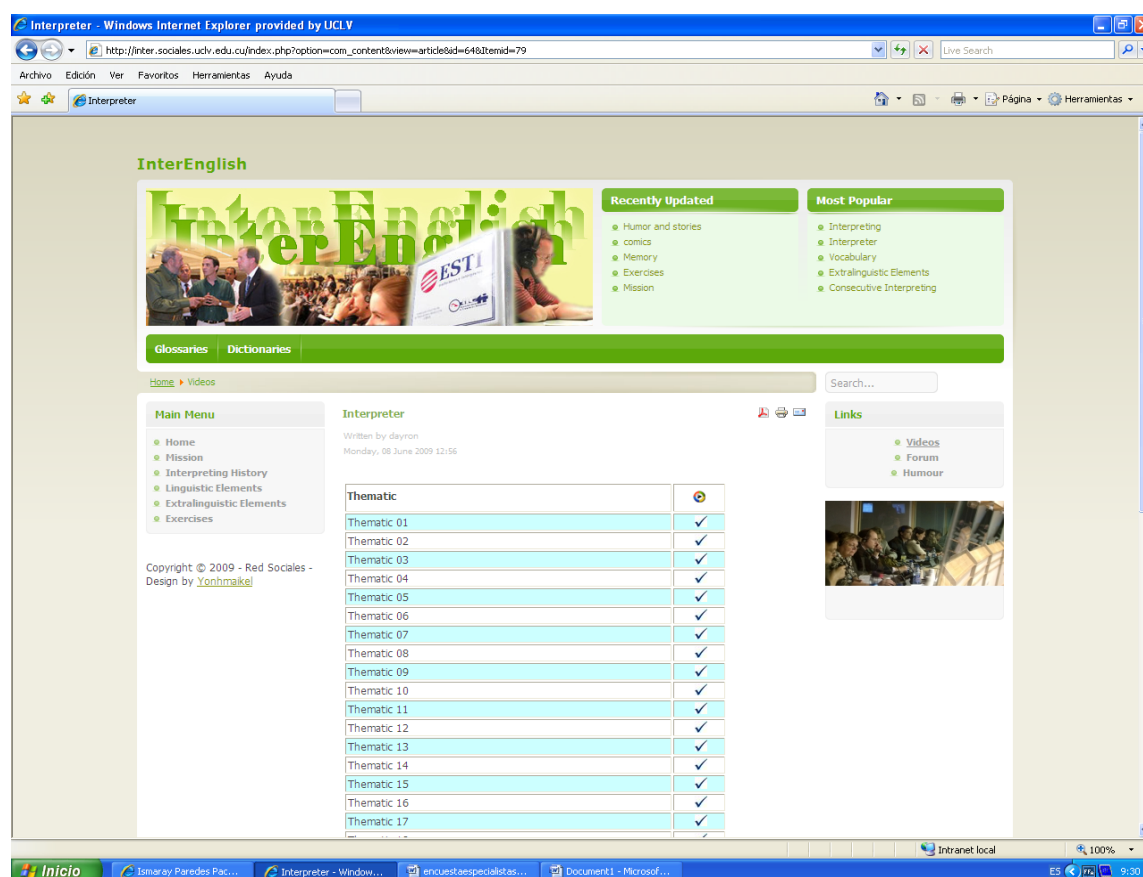 Interpreter - Windows Internet Explorer provided by UCLV
http://inter.sociales.uclv.edu.cu/index.php?option=com_content&view=article&id=64&Itemid=79
Live Search
Archivo Edición Ver Favoritos Herramientas Ayuda
Interpreter
Página
Herramientas
InterEnglish
InterEnglish
ESTI
Recently Updated
Humor and stories
comics
Memory
Exercises
Mission
Most Popular
Interpreting
Interpreter
Vocabulary
Extralinguistic Elements
Consecutive Interpreting
Glossaries Dictionaries
Home Videos
Search...
Main Menu
Home
Mission
Interpreting History
Linguistic Elements
Extralinguistic Elements
Exercises
Copyright © 2009 - Red Sociales -
Design by Yonhmaikel
Interpreter
Written by dayron
Monday, 08 June 2009 12:56
Thematic
Thematic 01
Thematic 02
Thematic 03
Thematic 04
Thematic 05
Thematic 06
Thematic 07
Thematic 08
Thematic 09
Thematic 10
Thematic 11
Thematic 12
Thematic 13
Thematic 14
Thematic 15
Thematic 16
Thematic 17
Links
Videos
Forum
Humour
Intranet local
100%
Inicio
Ismaray Paredes Pac...
Interpreter - Window...
encuestaespecialistas...
Document1 - Microsof...
ES
9:30